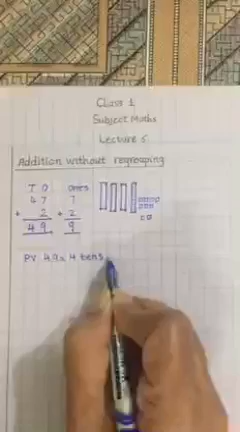 Class 1
Subject Maths
Lecture 5
Addition without regrouping
T O ones
4 7 7
+ 2 + 2
4 9 9
PV 49 = 4 tens